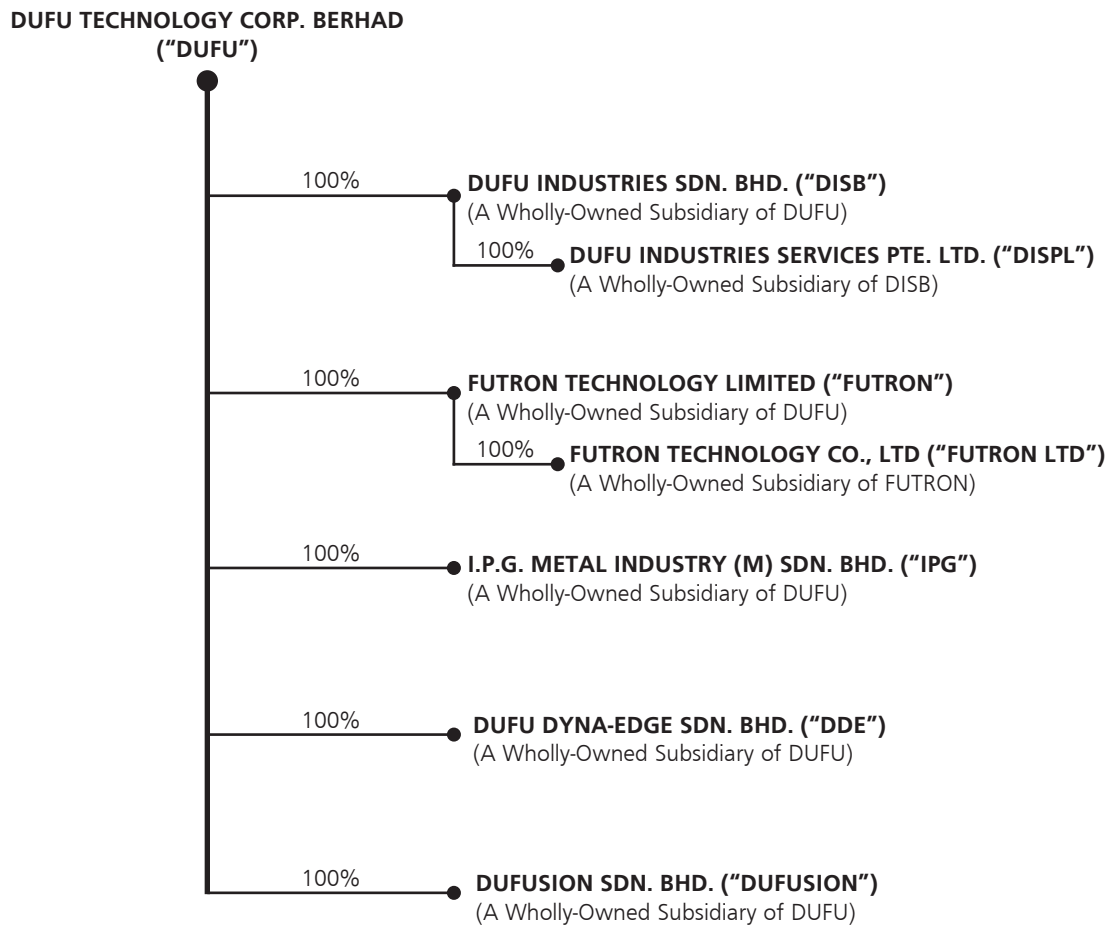 DUFU TECHNOLOGY CORP. BERHAD
(“DUFU”)
100%
DUFU INDUSTRIES SDN. BHD. (“DISB”)
(A Wholly-Owned Subsidiary of DUFU)
100%
DUFU INDUSTRIES SERVICES PTE. LTD. (“DISPL”)
(A Wholly-Owned Subsidiary of DISB)
100%
FUTRON TECHNOLOGY LIMITED (“FUTRON”)
(A Wholly-Owned Subsidiary of DUFU)
100%
FUTRON TECHNOLOGY CO., LTD (“FUTRON LTD”)
(A Wholly-Owned Subsidiary of FUTRON)
100%
I.P.G. METAL INDUSTRY (M) SDN. BHD. (“IPG”)
(A Wholly-Owned Subsidiary of DUFU)
100%
DUFU DYNA-EDGE SDN. BHD. (“DDE”)
(A Wholly-Owned Subsidiary of DUFU)
100%
DUFUSION SDN. BHD. (“DUFUSION”)
(A Wholly-Owned Subsidiary of DUFU)